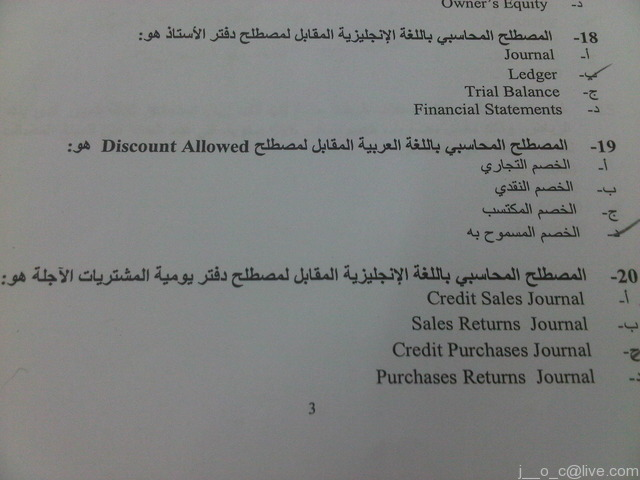 د- Owner's Equity
18- المصطلح المحاسبي باللغة الإنجليزية المقابل لمصطلح دفتر الأستاذ هو:
أ- Journal
ب- Ledger
ج- Trial Balance
د- Financial Statements
19- المصطلح المحاسبي باللغة العربية المقابل لمصطلح Discount Allowed هو:
أ- الخصم التجاري
ب- الخصم النقدي
ج- الخصم المكتسب
د- الخصم المسموح به
20- المصطلح المحاسبي باللغة الإنجليزية المقابل لمصطلح دفتر يومية المشتريات الآجلة هو:
أ- Credit Sales Journal
ب- Sales Returns Journal
ج- Credit Purchases Journal
د- Purchases Returns Journal
3
j__o_c@live.com